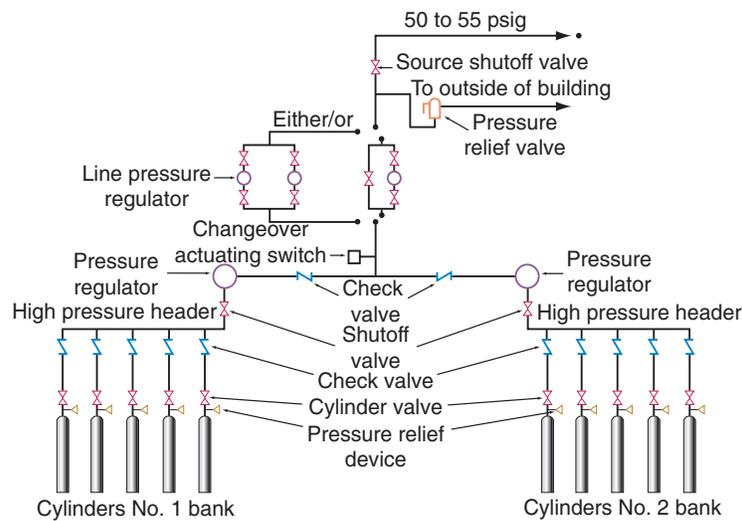 50 to 55 psig
Source shutoff valve
To outside of building
Either/or
Pressure
relief valve
Line pressure
regulator
Changeover
actuating switch
Pressure
regulator
Pressure
regulator
Check
valve
High pressure header
High pressure header
Shutoff
valve
Check valve
Cylinder valve
Pressure relief
device
Cylinders No. 1 bank
Cylinders No. 2 bank